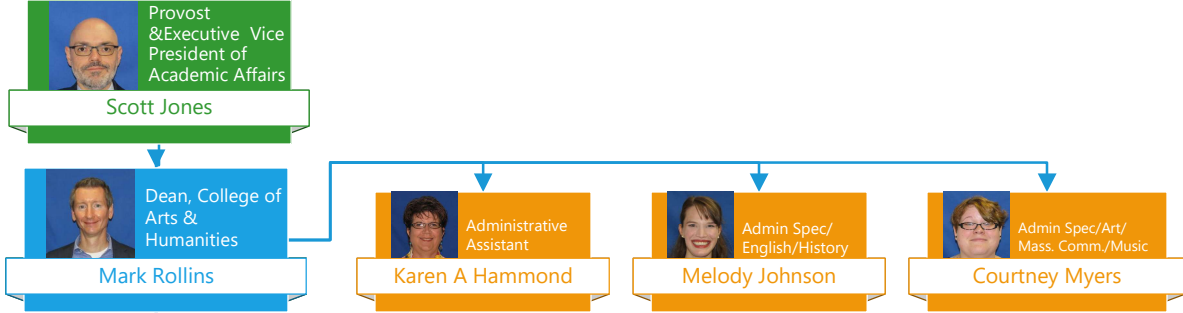 Provost
&Executive Vice
President of
Academic Affairs
Scott Jones
Dean, College of
Arts &
Humanities
Mark Rollins
Administrative
Assistant
Karen A Hammond
Admin Spec/
English/History
Melody Johnson
Admin Spec/Art/
Mass. Comm./Music
Courtney Myers